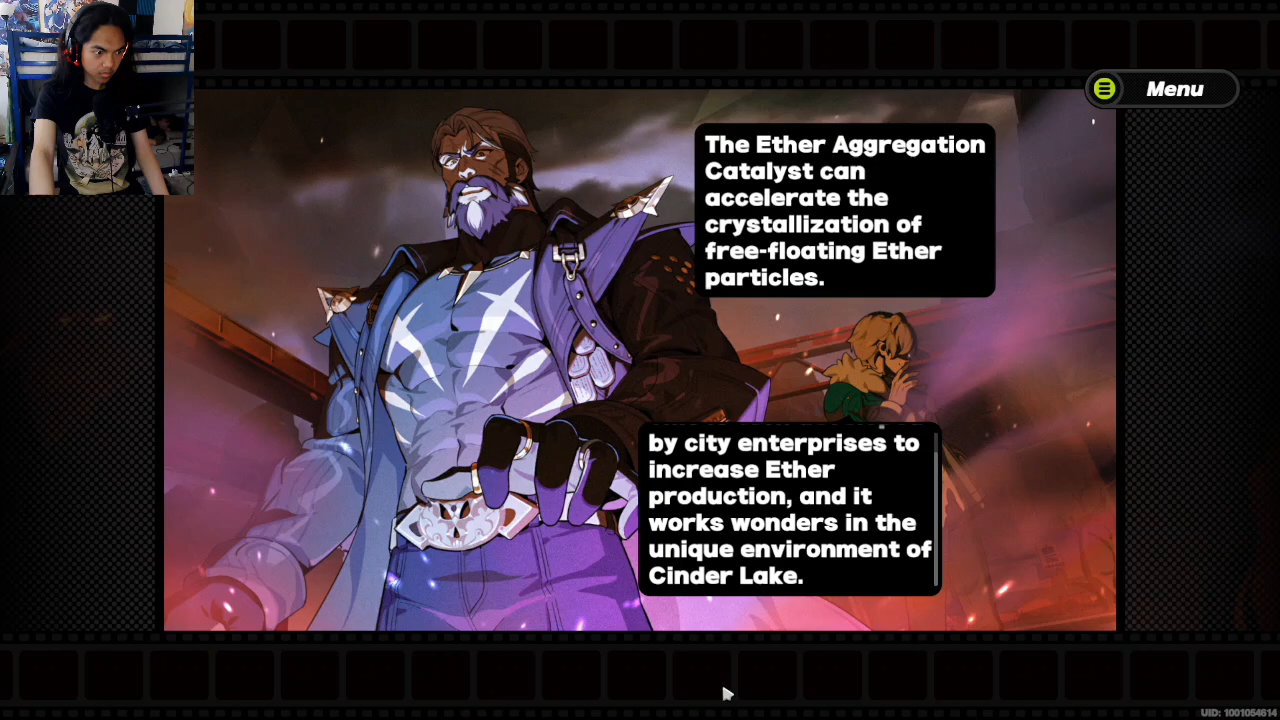 Menu
The Ether Aggregation
Catalyst can
accelerate the
crystallization of
free-floating Ether
particles.
by city enterprises to
increase Ether
production, and it
works wonders in the
unique environment of
Cinder Lake.
UID: 1001054614